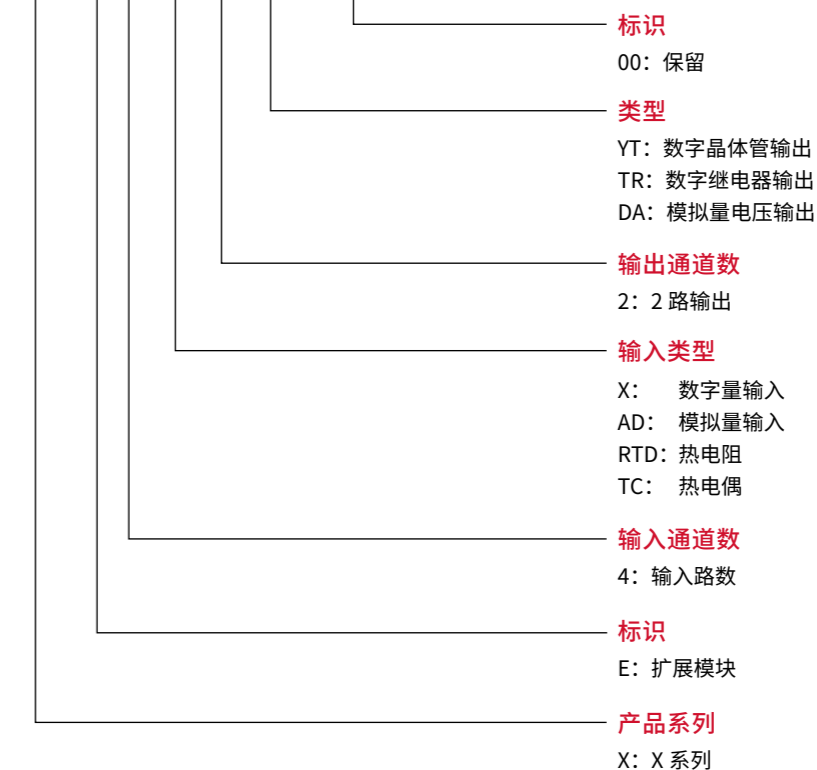 标识
00：保留
类型
YT：数字晶体管输出
TR：数字继电器输出
DA：模拟量电压输出
输出通道数
2：2 路输出
输入类型
X： 数字量输入
AD： 模拟量输入
RTD：热电阻
TC： 热电偶
输入通道数
4：输入路数
标识
E：扩展模块
产品系列
X：X 系列